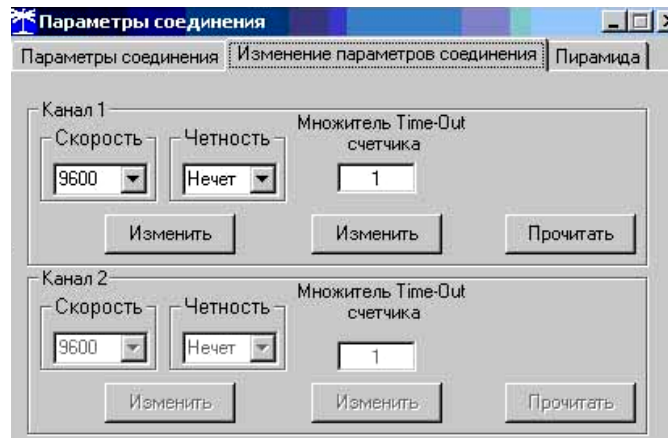 Параметры соединения
Параметры соединения Изменение параметров соединения Пирамида
Канал 1
Скорость Четность Множитель Time-Out
счетчика
9600 Нечет 1
Изменить Изменить Прочитать
Канал 2
Скорость Четность Множитель Time-Out
счетчика
9600 Нечет 1
Изменить Изменить Прочитать